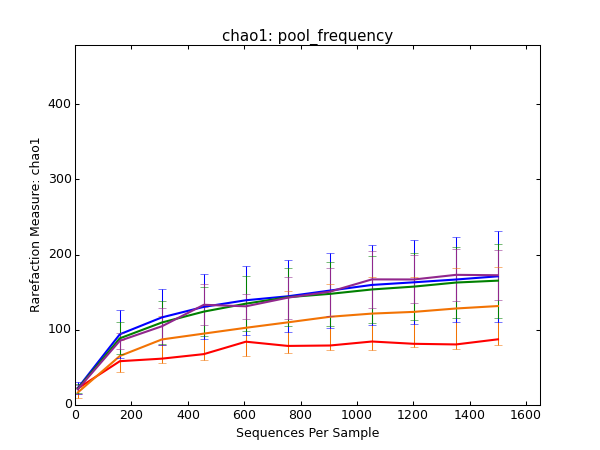 chao1: pool_frequency
Rarefaction Measure: chao1
400
300
200
100
0
0 200 400 600 800 1000 1200 1400 1600
Sequences Per Sample